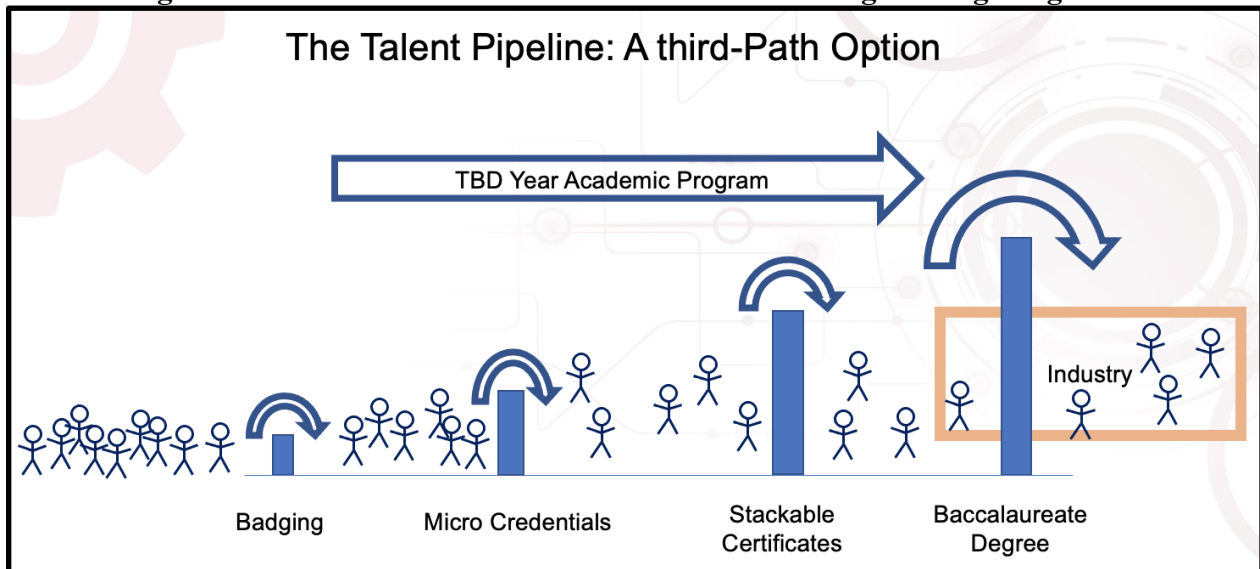 The Talent Pipeline: A third-Path Option
TBD Year Academic Program
Industry
Badging
Micro Credentials
Stackable
Certificates
Baccalaureate
Degree